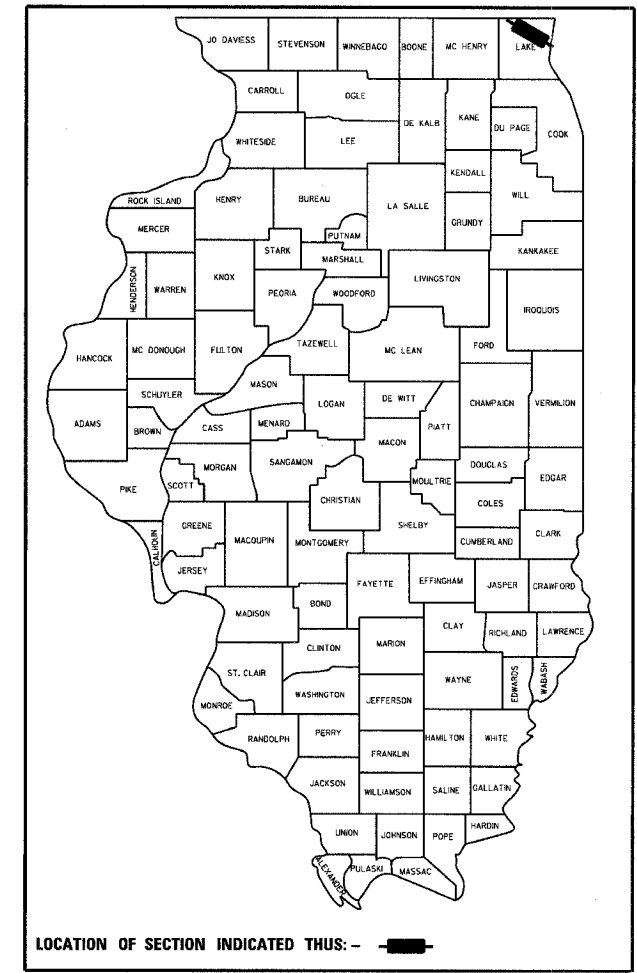 JO DAVIESS STEVENSON WINNEBAGO BOONE MC HENRY LAKE
CARROLL OGLE DE KALB KANE DU PAGE COOK
WHITESIDE LEE
KENDALL WILL
ROCK ISLAND HENRY BUREAU LA SALLE GRUNDY
MERCER PUTNAM
STARK MARSHALL KANKAKEE
HENDERSON WARREN KNOX PEORIA WOODFORD LIVINGSTON IROQUOIS
HANCOCK MC DONOUGH FULTON TAZEWELL MC LEAN FORD
MASON
SCHUYLER LOGAN DE WITT CHAMPAIGN VERMILION
ADAMS BROWN CASS MENARD MACON PIATT
PIKE SCOTT MORGAN SANGAMON MOULTRIE DOUGLAS EDGAR
CHRISTIAN COLES
GREENE MACOUPIN MONTGOMERY SHELBY CUMBERLAND CLARK
CALHOUN JERSEY FAYETTE EFFINGHAM JASPER CRAWFORD
MADISON BOND
CLINTON MARION CLAY RICHLAND LAWRENCE
ST. CLAIR WASHINGTON JEFFERSON WAYNE EDWARDS WABASH
MONROE
RANDOLPH PERRY FRANKLIN HAMILTON WHITE
JACKSON WILLIAMSON SALINE GALLATIN
UNION JOHNSON POPE HARDIN
ALEXANDER PULASKI MASSAC
LOCATION OF SECTION INDICATED THUS: –